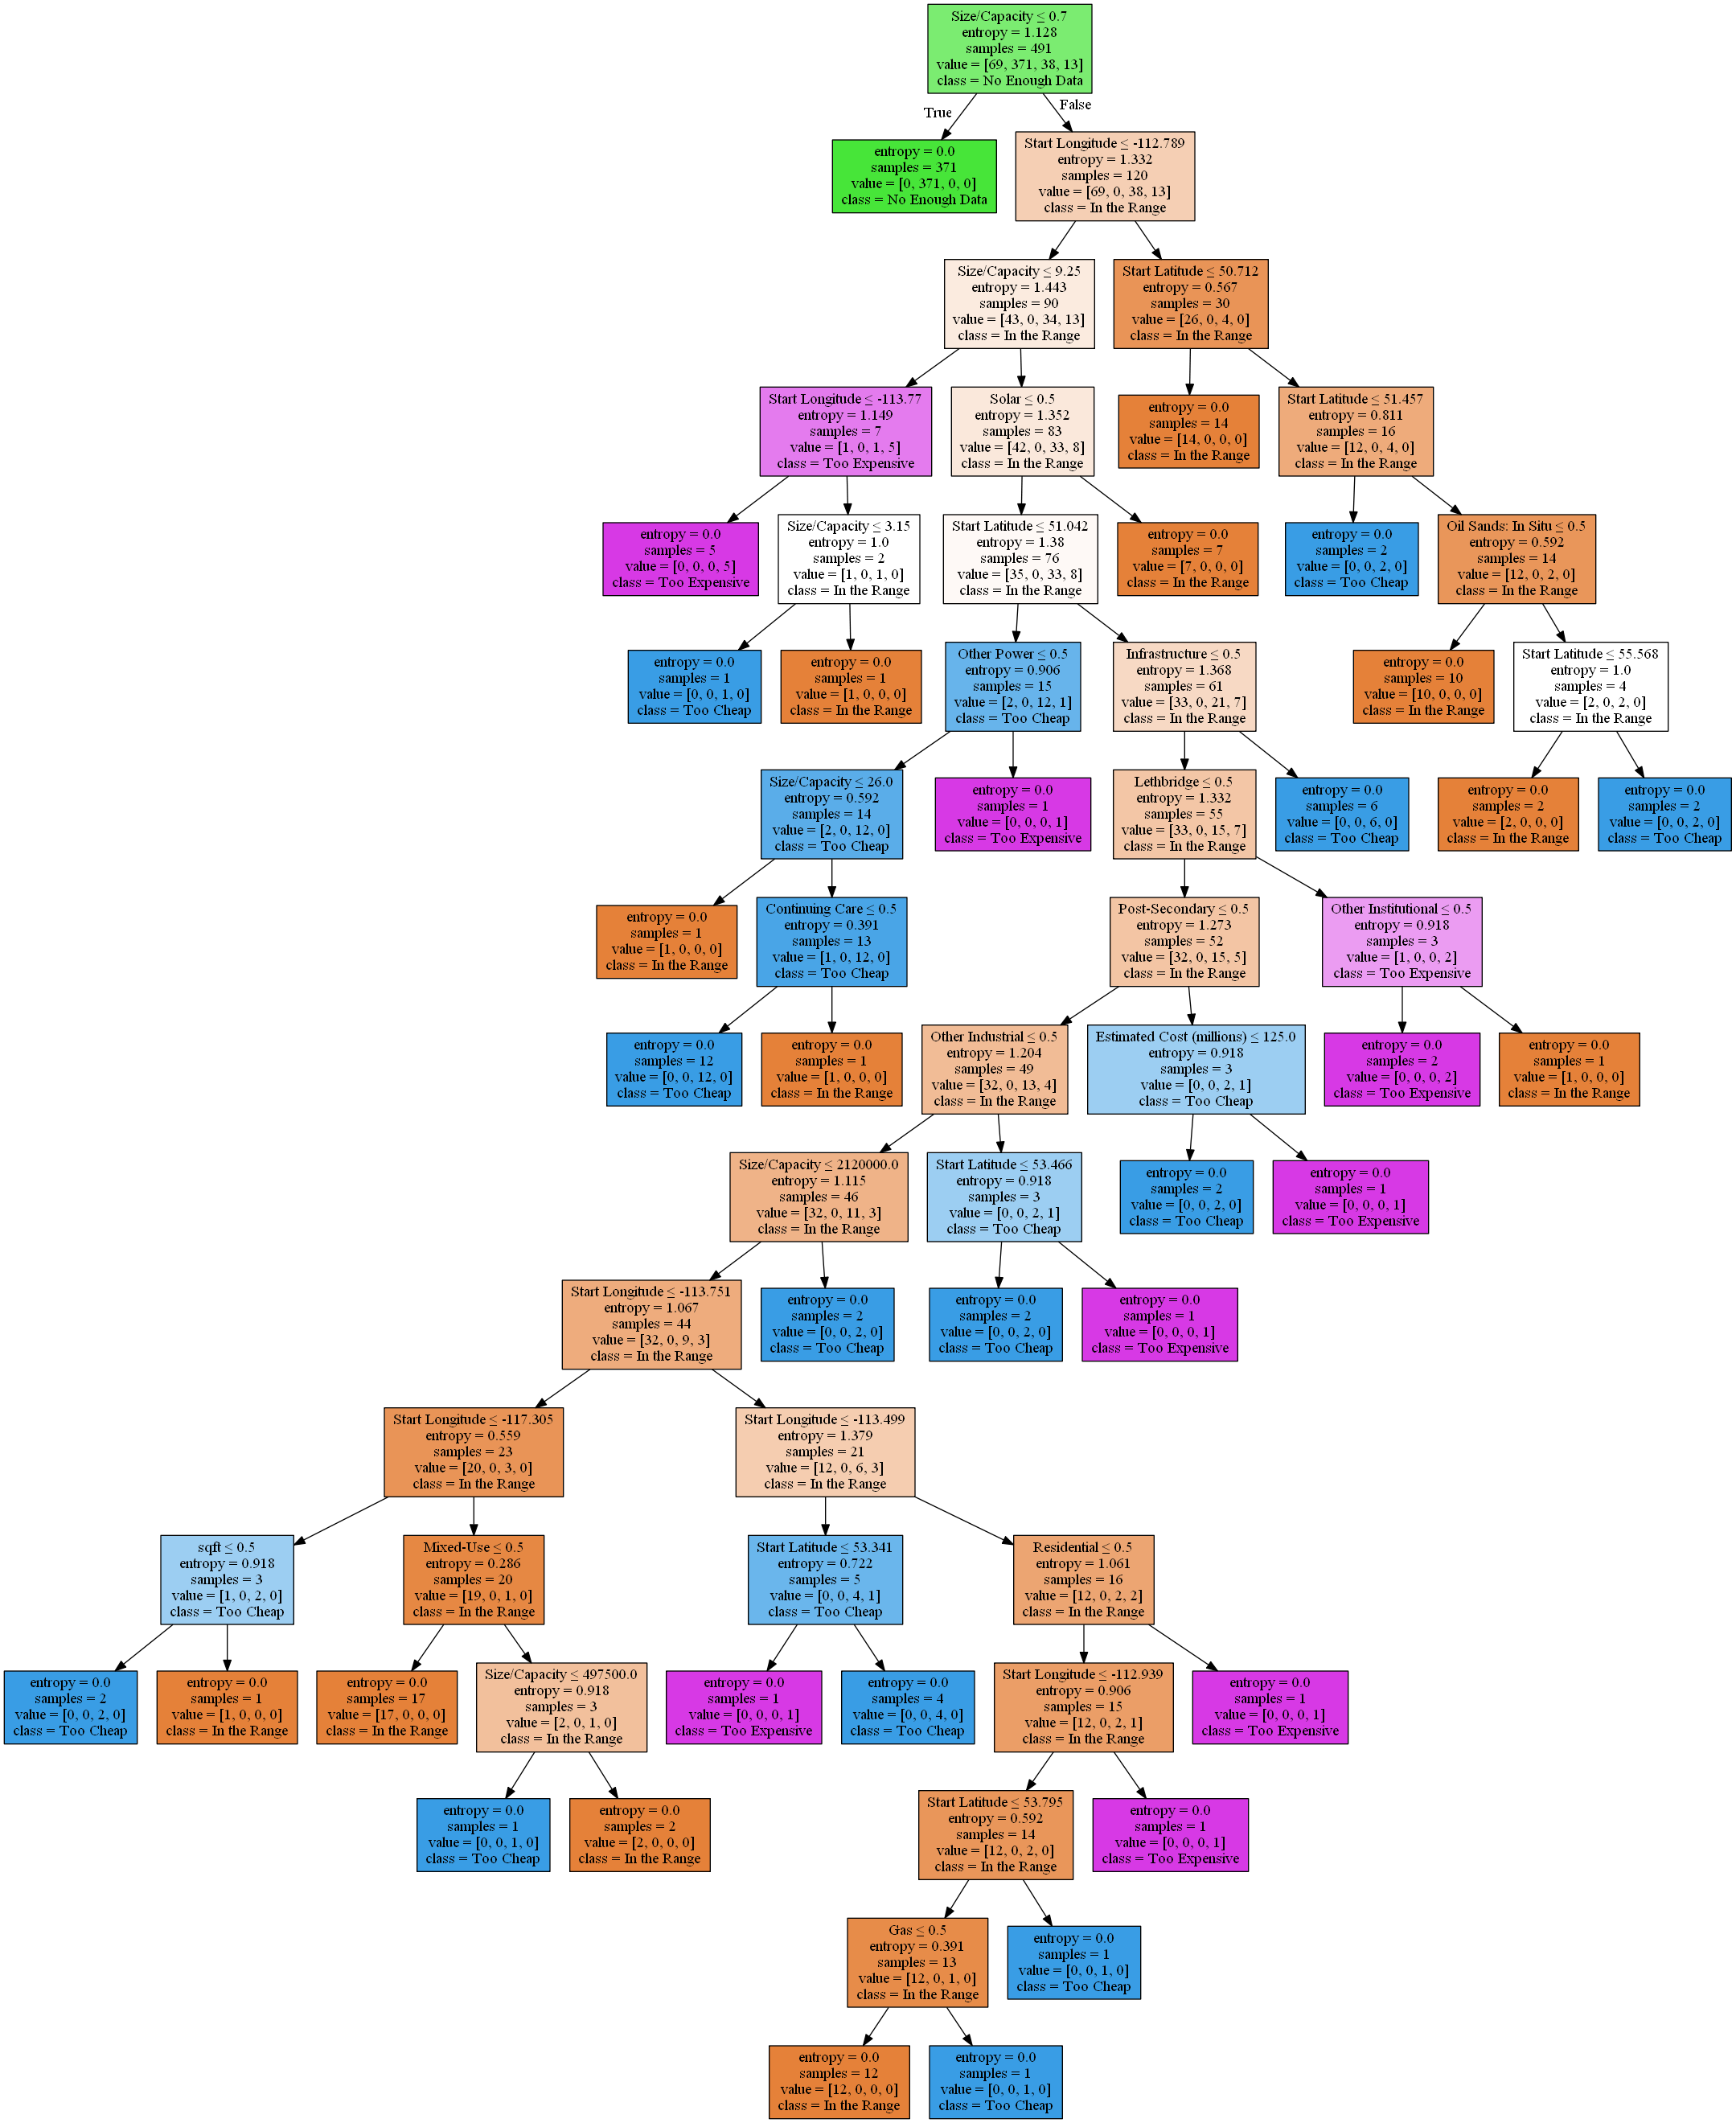 Size/Capacity ≤ 0.7
entropy = 1.128
samples = 491
value = [69, 371, 38, 13]
class = No Enough Data
True
False
entropy = 0.0
samples = 371
value = [0, 371, 0, 0]
class = No Enough Data
Start Longitude ≤ -112.789
entropy = 1.332
samples = 120
value = [69, 0, 38, 13]
class = In the Range
Size/Capacity ≤ 9.25
entropy = 1.443
samples = 90
value = [43, 0, 34, 13]
class = In the Range
Start Latitude ≤ 50.712
entropy = 0.567
samples = 30
value = [26, 0, 4, 0]
class = In the Range
Start Longitude ≤ -113.77
entropy = 1.149
samples = 7
value = [1, 0, 1, 5]
class = Too Expensive
Solar ≤ 0.5
entropy = 1.352
samples = 83
value = [42, 0, 33, 8]
class = In the Range
entropy = 0.0
samples = 14
value = [14, 0, 0, 0]
class = In the Range
Start Latitude ≤ 51.457
entropy = 0.811
samples = 16
value = [12, 0, 4, 0]
class = In the Range
entropy = 0.0
samples = 5
value = [0, 0, 0, 5]
class = Too Expensive
Size/Capacity ≤ 3.15
entropy = 1.0
samples = 2
value = [1, 0, 1, 0]
class = In the Range
Start Latitude ≤ 51.042
entropy = 1.38
samples = 76
value = [35, 0, 33, 8]
class = In the Range
entropy = 0.0
samples = 7
value = [7, 0, 0, 0]
class = In the Range
entropy = 0.0
samples = 2
value = [0, 0, 2, 0]
class = Too Cheap
Oil Sands: In Situ ≤ 0.5
entropy = 0.592
samples = 14
value = [12, 0, 2, 0]
class = In the Range
entropy = 0.0
samples = 1
value = [0, 0, 1, 0]
class = Too Cheap
entropy = 0.0
samples = 1
value = [1, 0, 0, 0]
class = In the Range
Other Power ≤ 0.5
entropy = 0.906
samples = 15
value = [2, 0, 12, 1]
class = Too Cheap
Infrastructure ≤ 0.5
entropy = 1.368
samples = 61
value = [33, 0, 21, 7]
class = In the Range
entropy = 0.0
samples = 10
value = [10, 0, 0, 0]
class = In the Range
Start Latitude ≤ 55.568
entropy = 1.0
samples = 4
value = [2, 0, 2, 0]
class = In the Range
Size/Capacity ≤ 26.0
entropy = 0.592
samples = 14
value = [2, 0, 12, 0]
class = Too Cheap
entropy = 0.0
samples = 1
value = [0, 0, 0, 1]
class = Too Expensive
Lethbridge ≤ 0.5
entropy = 1.332
samples = 55
value = [33, 0, 15, 7]
class = In the Range
entropy = 0.0
samples = 6
value = [0, 0, 6, 0]
class = Too Cheap
entropy = 0.0
samples = 2
value = [2, 0, 0, 0]
class = In the Range
entropy = 0.0
samples = 2
value = [0, 0, 2, 0]
class = Too Cheap
entropy = 0.0
samples = 1
value = [1, 0, 0, 0]
class = In the Range
Continuing Care ≤ 0.5
entropy = 0.391
samples = 13
value = [1, 0, 12, 0]
class = Too Cheap
Post-Secondary ≤ 0.5
entropy = 1.273
samples = 52
value = [32, 0, 15, 5]
class = In the Range
Other Institutional ≤ 0.5
entropy = 0.918
samples = 3
value = [1, 0, 0, 2]
class = Too Expensive
entropy = 0.0
samples = 12
value = [0, 0, 12, 0]
class = Too Cheap
entropy = 0.0
samples = 1
value = [1, 0, 0, 0]
class = In the Range
Other Industrial ≤ 0.5
entropy = 1.204
samples = 49
value = [32, 0, 13, 4]
class = In the Range
Estimated Cost (millions) ≤ 125.0
entropy = 0.918
samples = 3
value = [0, 0, 2, 1]
class = Too Cheap
entropy = 0.0
samples = 2
value = [0, 0, 0, 2]
class = Too Expensive
entropy = 0.0
samples = 1
value = [1, 0, 0, 0]
class = In the Range
Size/Capacity ≤ 2120000.0
entropy = 1.115
samples = 46
value = [32, 0, 11, 3]
class = In the Range
Start Latitude ≤ 53.466
entropy = 0.918
samples = 3
value = [0, 0, 2, 1]
class = Too Cheap
entropy = 0.0
samples = 2
value = [0, 0, 2, 0]
class = Too Cheap
entropy = 0.0
samples = 1
value = [0, 0, 0, 1]
class = Too Expensive
Start Longitude ≤ -113.751
entropy = 1.067
samples = 44
value = [32, 0, 9, 3]
class = In the Range
entropy = 0.0
samples = 2
value = [0, 0, 2, 0]
class = Too Cheap
entropy = 0.0
samples = 2
value = [0, 0, 2, 0]
class = Too Cheap
entropy = 0.0
samples = 1
value = [0, 0, 0, 1]
class = Too Expensive
Start Longitude ≤ -117.305
entropy = 0.559
samples = 23
value = [20, 0, 3, 0]
class = In the Range
Start Longitude ≤ -113.499
entropy = 1.379
samples = 21
value = [12, 0, 6, 3]
class = In the Range
sqft ≤ 0.5
entropy = 0.918
samples = 3
value = [1, 0, 2, 0]
class = Too Cheap
Mixed-Use ≤ 0.5
entropy = 0.286
samples = 20
value = [19, 0, 1, 0]
class = In the Range
Start Latitude ≤ 53.341
entropy = 0.722
samples = 5
value = [0, 0, 4, 1]
class = Too Cheap
Residential ≤ 0.5
entropy = 1.061
samples = 16
value = [12, 0, 2, 2]
class = In the Range
entropy = 0.0
samples = 2
value = [0, 0, 2, 0]
class = Too Cheap
entropy = 0.0
samples = 1
value = [1, 0, 0, 0]
class = In the Range
entropy = 0.0
samples = 17
value = [17, 0, 0, 0]
class = In the Range
Size/Capacity ≤ 497500.0
entropy = 0.918
samples = 3
value = [2, 0, 1, 0]
class = In the Range
entropy = 0.0
samples = 1
value = [0, 0, 0, 1]
class = Too Expensive
entropy = 0.0
samples = 4
value = [0, 0, 4, 0]
class = Too Cheap
Start Longitude ≤ -112.939
entropy = 0.906
samples = 15
value = [12, 0, 2, 1]
class = In the Range
entropy = 0.0
samples = 1
value = [0, 0, 0, 1]
class = Too Expensive
entropy = 0.0
samples = 1
value = [0, 0, 1, 0]
class = Too Cheap
entropy = 0.0
samples = 2
value = [2, 0, 0, 0]
class = In the Range
Start Latitude ≤ 53.795
entropy = 0.592
samples = 14
value = [12, 0, 2, 0]
class = In the Range
entropy = 0.0
samples = 1
value = [0, 0, 0, 1]
class = Too Expensive
Gas ≤ 0.5
entropy = 0.391
samples = 13
value = [12, 0, 1, 0]
class = In the Range
entropy = 0.0
samples = 1
value = [0, 0, 1, 0]
class = Too Cheap
entropy = 0.0
samples = 12
value = [12, 0, 0, 0]
class = In the Range
entropy = 0.0
samples = 1
value = [0, 0, 1, 0]
class = Too Cheap